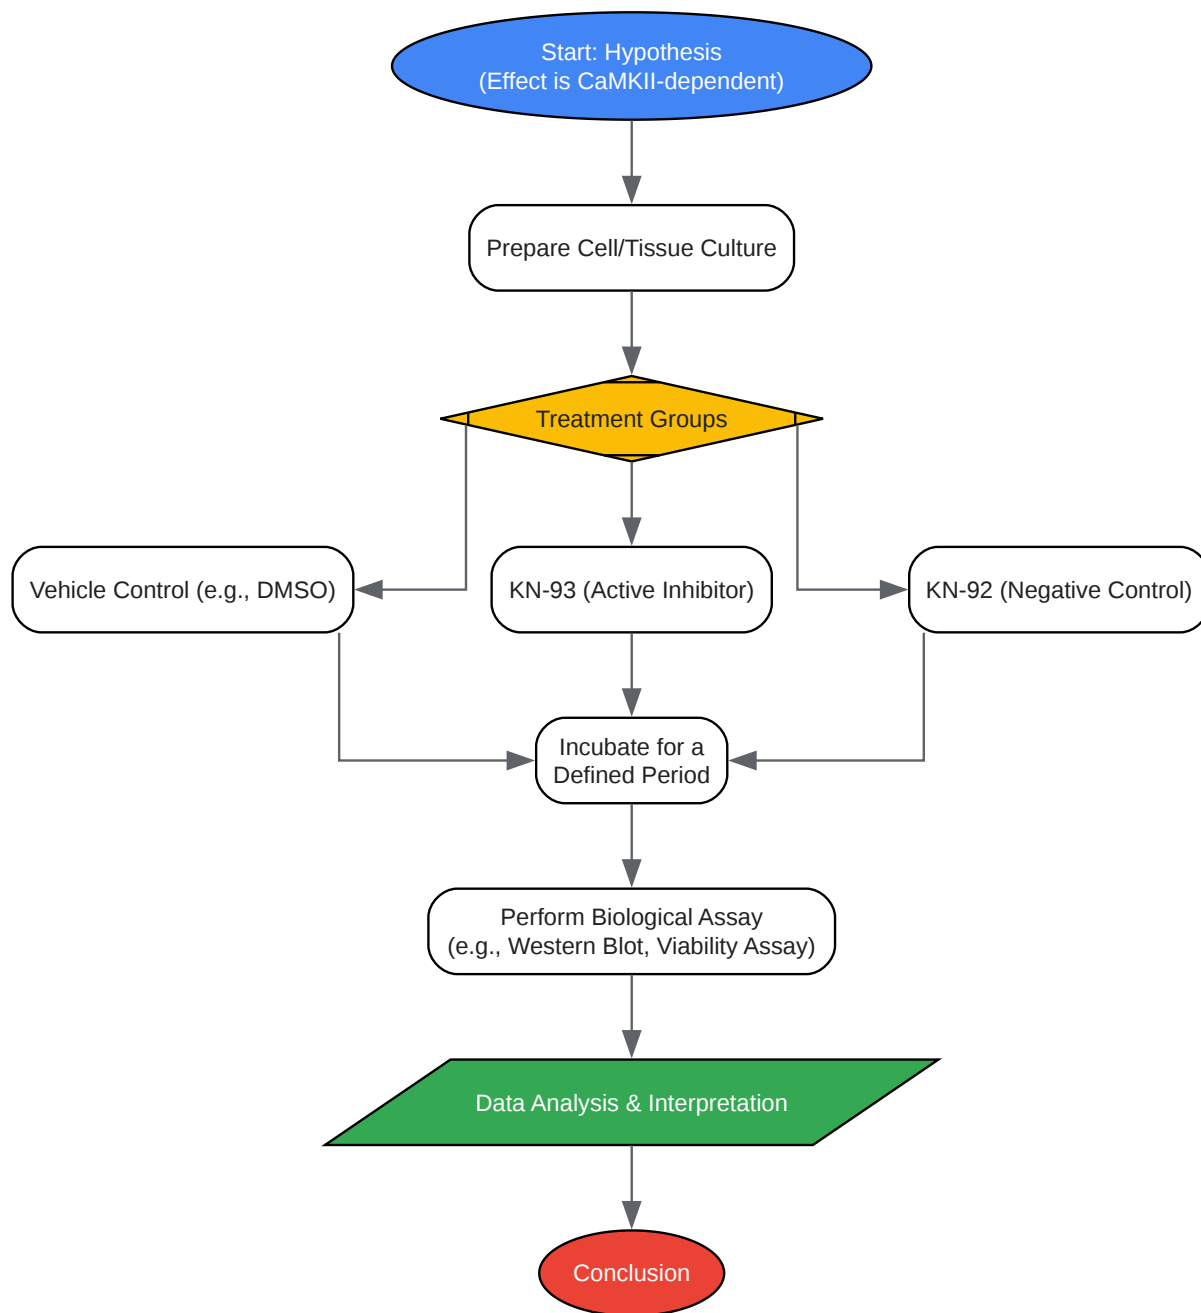 Start: Hypothesis
(Effect is CaMKII-dependent)
Prepare Cell/Tissue Culture
Treatment Groups
Vehicle Control (e.g., DMSO)
KN-93 (Active Inhibitor)
KN-92 (Negative Control)
Incubate for a
Defined Period
Perform Biological Assay
(e.g., Western Blot, Viability Assay)
Data Analysis & Interpretation
Conclusion